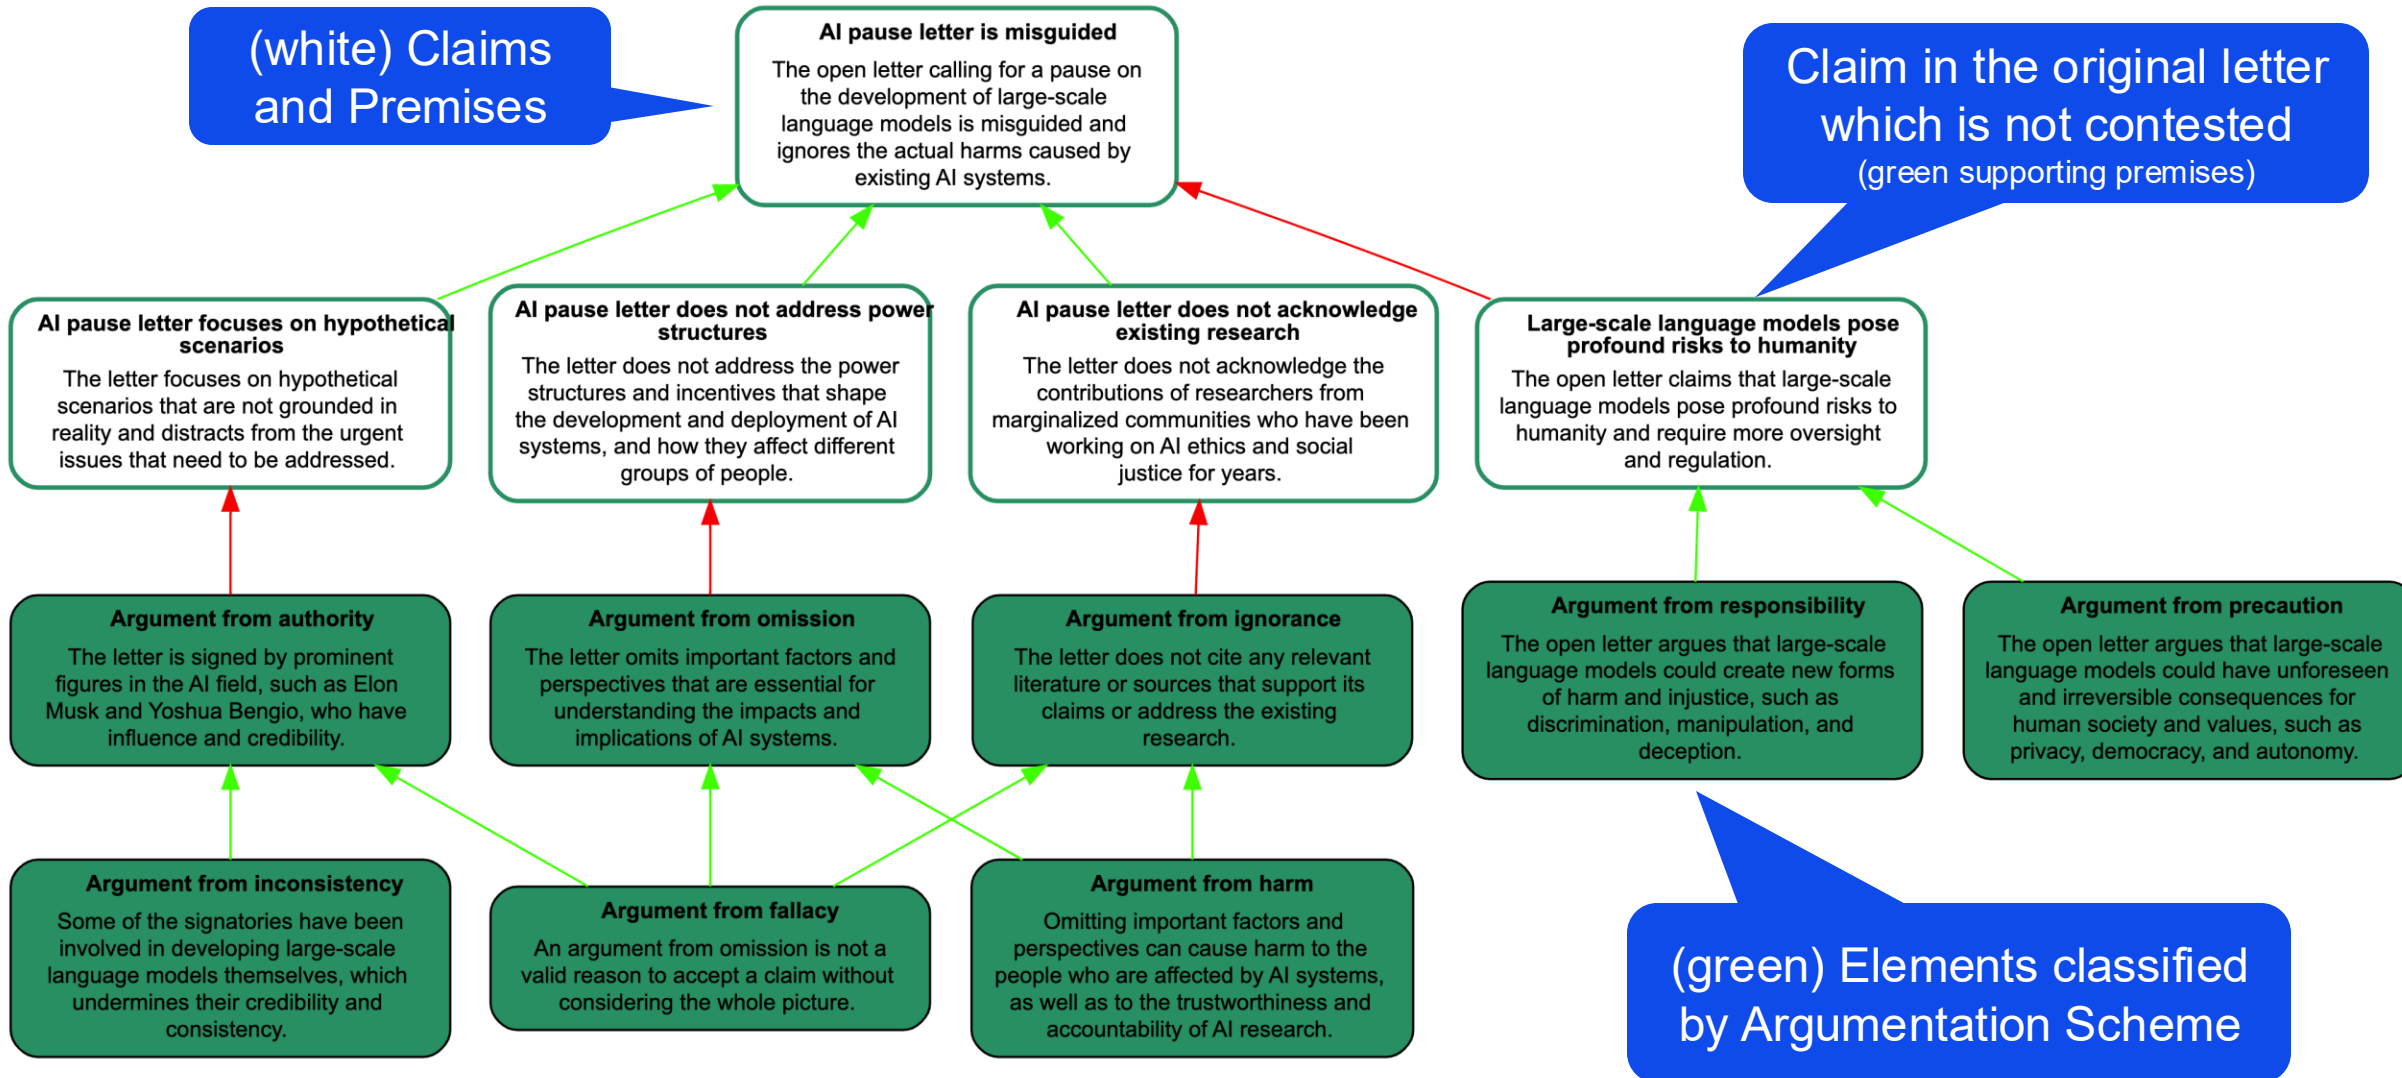 (white) Claims
and Premises
AI pause letter is misguided
The open letter calling for a pause on
the development of large-scale
language models is misguided and
ignores the actual harms caused by
existing AI systems.
Claim in the original letter
which is not contested
(green supporting premises)
AI pause letter focuses on hypothetical
scenarios
The letter focuses on hypothetical
scenarios that are not grounded in
reality and distracts from the urgent
issues that need to be addressed.
AI pause letter does not address power
structures
The letter does not address the power
structures and incentives that shape
the development and deployment of AI
systems, and how they affect different
groups of people.
AI pause letter does not acknowledge
existing research
The letter does not acknowledge the
contributions of researchers from
marginalized communities who have been
working on AI ethics and social
justice for years.
Large-scale language models pose
profound risks to humanity
The open letter claims that large-scale
language models pose profound risks to
humanity and require more oversight
and regulation.
Argument from authority
The letter is signed by prominent
figures in the AI field, such as Elon
Musk and Yoshua Bengio, who have
influence and credibility.
Argument from omission
The letter omits important factors and
perspectives that are essential for
understanding the impacts and
implications of AI systems.
Argument from ignorance
The letter does not cite any relevant
literature or sources that support its
claims or address the existing
research.
Argument from responsibility
The open letter argues that large-scale
language models could create new forms
of harm and injustice, such as
discrimination, manipulation, and
deception.
Argument from precaution
The open letter argues that large-scale
language models could have unforeseen
and irreversible consequences for
human society and values, such as
privacy, democracy, and autonomy.
Argument from inconsistency
Some of the signatories have been
involved in developing large-scale
language models themselves, which
undermines their credibility and
consistency.
Argument from fallacy
An argument from omission is not a
valid reason to accept a claim without
considering the whole picture.
Argument from harm
Omitting important factors and
perspectives can cause harm to the
people who are affected by AI systems,
as well as to the trustworthiness and
accountability of AI research.
(green) Elements classified
by Argumentation Scheme